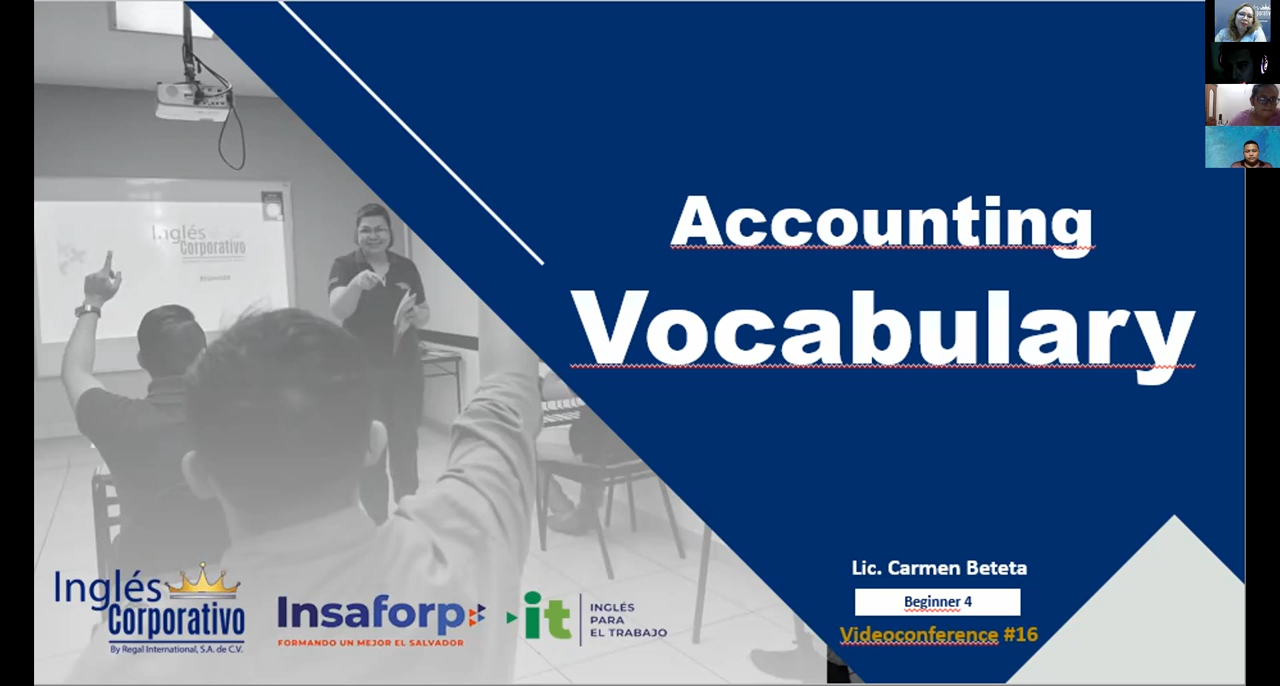 Accounting
Vocabulary
Inglés
Corporativo
Lic. Carmen Beteta
Beginner 4
Videoconference #16
Inglés
Corporativo
By Regal International, S.A. de C.V.
Insaforp
FORMANDO UN MEJOR EL SALVADOR
it
INGLÉS
PARA
EL TRABAJO